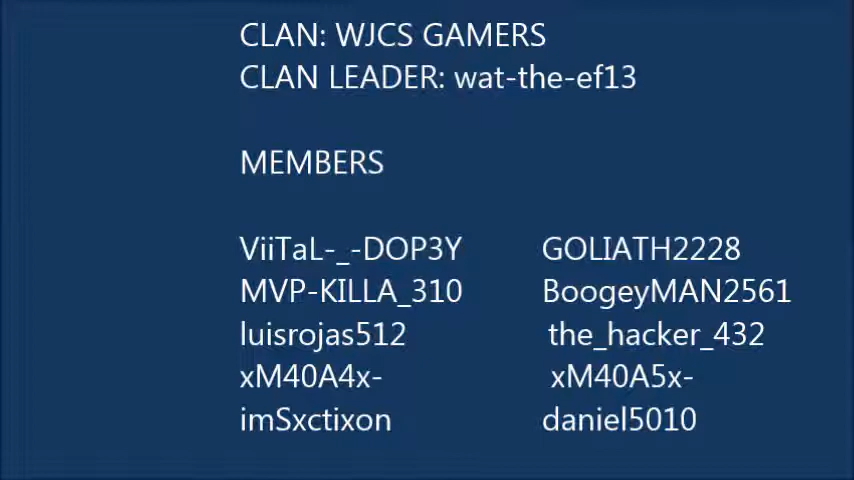 CLAN: WJCS GAMERS
CLAN LEADER: wat-the-ef13
MEMBERS
ViiTaL-_-DOP3Y GOLIATH2228
MVP-KILLA_310 BoogeyMAN2561
luisrojas512 the_hacker_432
xM40A4x- xM40A5x-
imSxctixon daniel5010